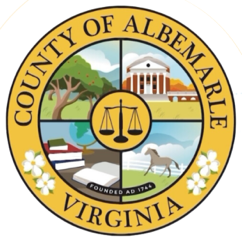 COUNTY OF ALBEMARLE
FOUNDED AD 1744
VIRGINIA